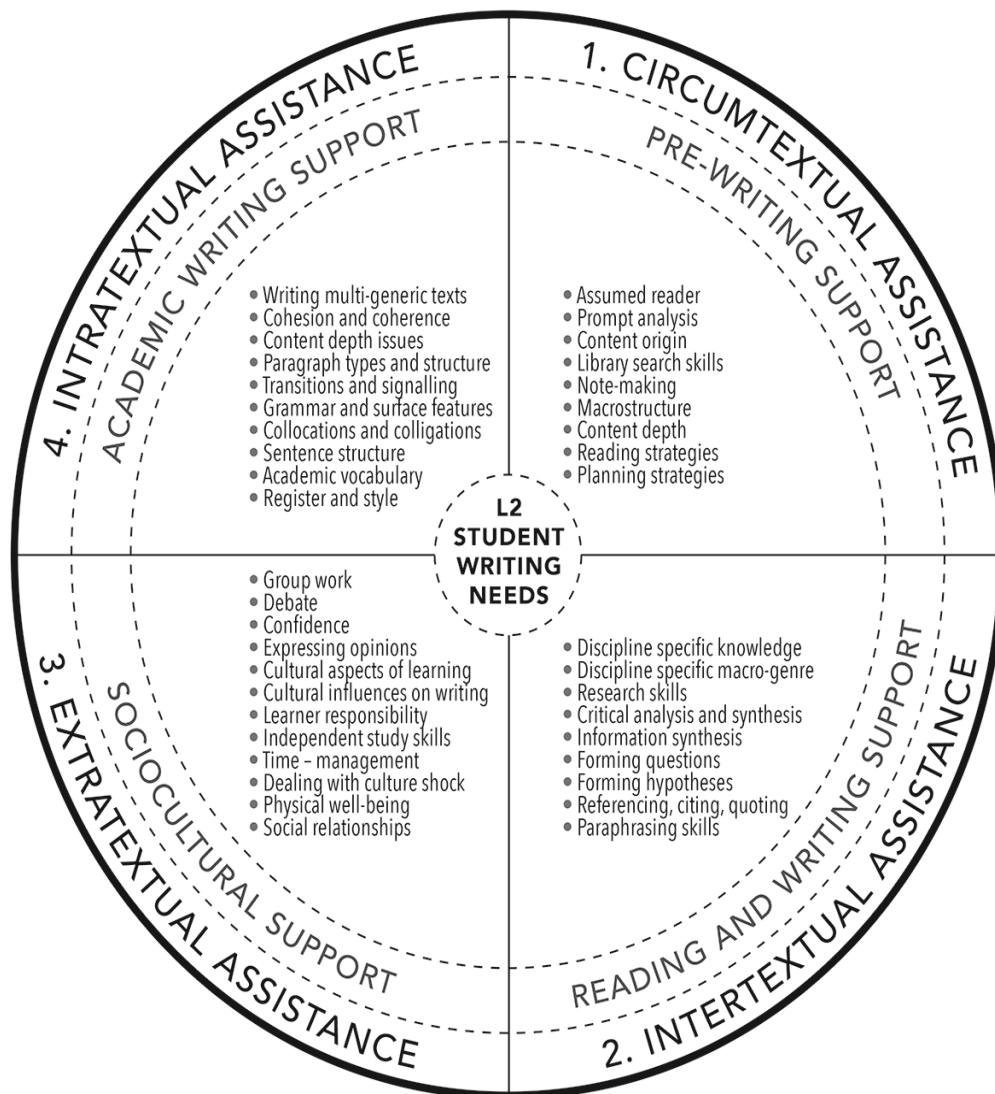 1. CIRCUMTEXTUAL ASSISTANCE
PRE-WRITING SUPPORT
• Assumed reader
• Prompt analysis
• Content origin
• Library search skills
• Note-making
• Macrostructure
• Content depth
• Reading strategies
• Planning strategies
2. INTERTEXTUAL ASSISTANCE
READING AND WRITING SUPPORT
• Discipline specific knowledge
• Discipline specific macro-genre
• Research skills
• Critical analysis and synthesis
• Information synthesis
• Forming questions
• Forming hypotheses
• Referencing, citing, quoting
• Paraphrasing skills
3. EXTRATEXTUAL ASSISTANCE
SOCIOCULTURAL SUPPORT
• Group work
• Debate
• Confidence
• Expressing opinions
• Cultural aspects of learning
• Cultural influences on writing
• Learner responsibility
• Independent study skills
• Time – management
• Dealing with culture shock
• Physical well-being
• Social relationships
4. INTRATEXTUAL ASSISTANCE
ACADEMIC WRITING SUPPORT
• Writing multi-generic texts
• Cohesion and coherence
• Content depth issues
• Paragraph types and structure
• Transitions and signalling
• Grammar and surface features
• Collocations and colligations
• Sentence structure
• Academic vocabulary
• Register and style
L2
STUDENT
WRITING
NEEDS